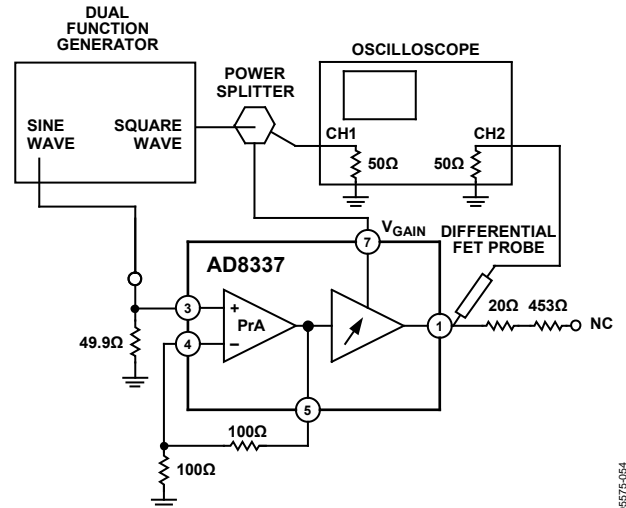 DUAL
FUNCTION
GENERATOR
OSCILLOSCOPE
POWER
SPLITTER
SINE
WAVE
SQUARE
WAVE
CH1
CH2
50Ω
50Ω
7
VGAIN
DIFFERENTIAL
FET PROBE
AD8337
20Ω
453Ω
3
+
PrA
1
NC
49.9Ω
4
–
5
100Ω
100Ω
05575-054